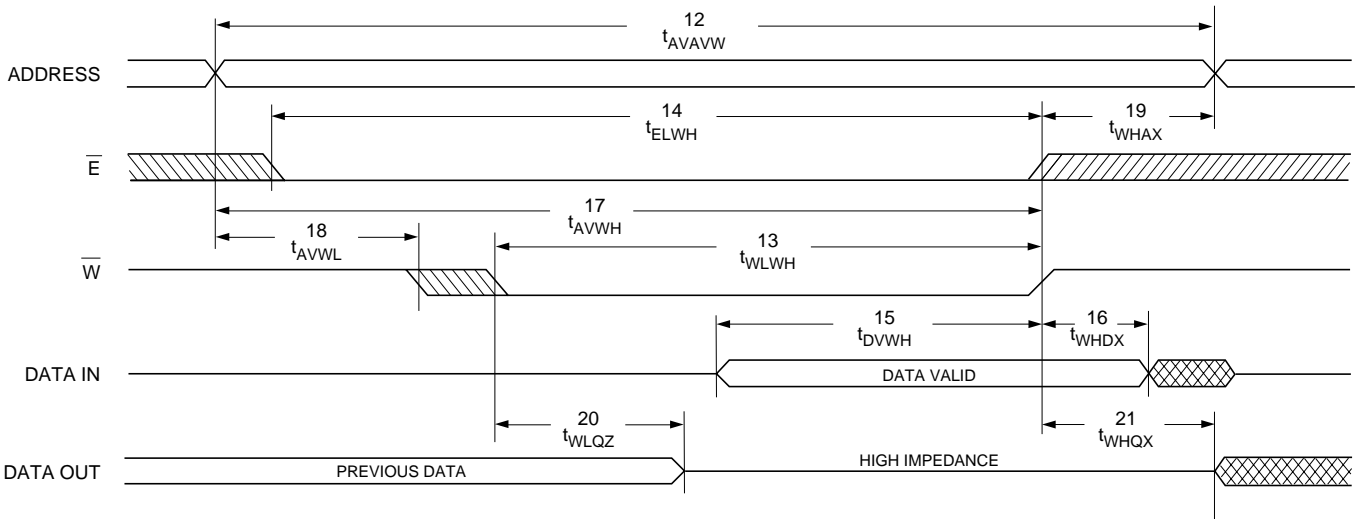 12
tAVAVW
ADDRESS
14
tELWH
19
tWHAX
E
17
tAVWH
18
tAVWL
13
tWLWH
W
15
tDVWH
16
tWHDX
DATA IN
DATA VALID
20
tWLQZ
21
tWHQX
DATA OUT
PREVIOUS DATA
HIGH IMPEDANCE